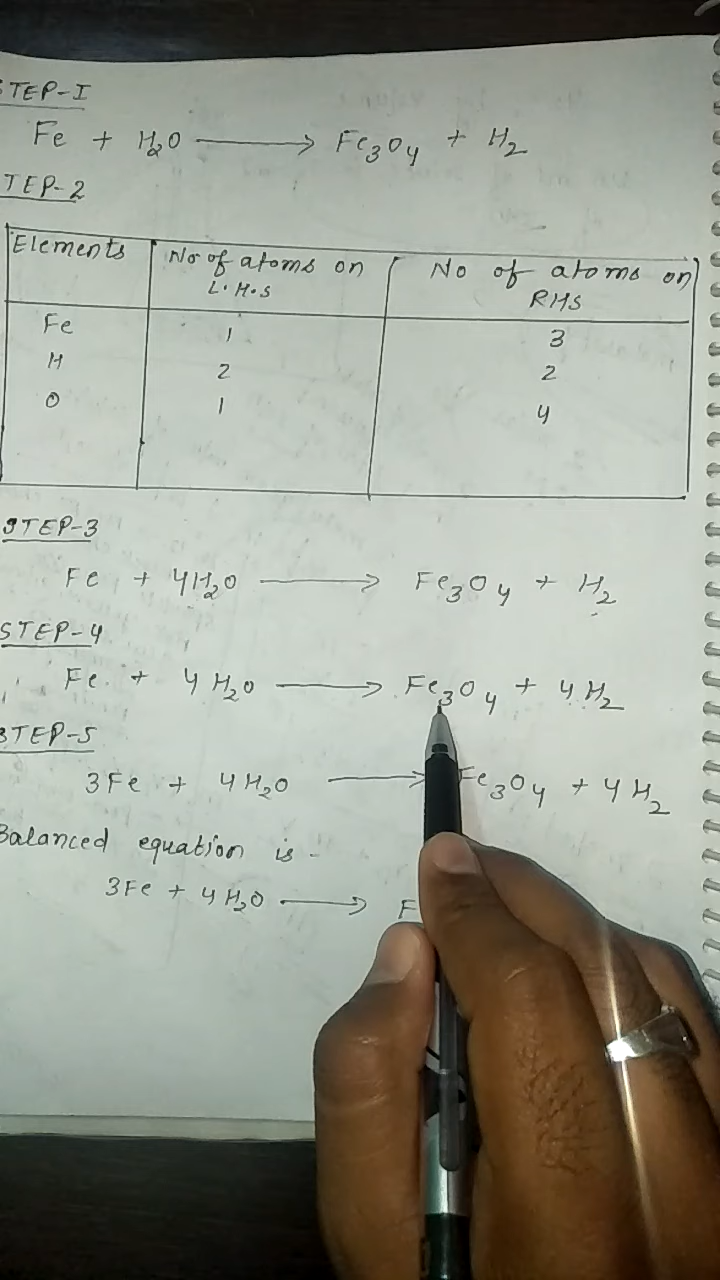 STEP-I
Fe + H2O ⟶ Fe3O4 + H2
TEP-2
Elements No of atoms on L.H.S No of atoms on RHS
Fe 1 3
H 2 2
O 1 4
STEP-3
Fe + 4H2O ⟶ Fe3O4 + H2
STEP-4
Fe + 4H2O ⟶ Fe3O4 + 4H2
STEP-5
3Fe + 4H2O ⟶ Fe3O4 + 4H2
Balanced equation is -
3Fe + 4H2O ⟶ F